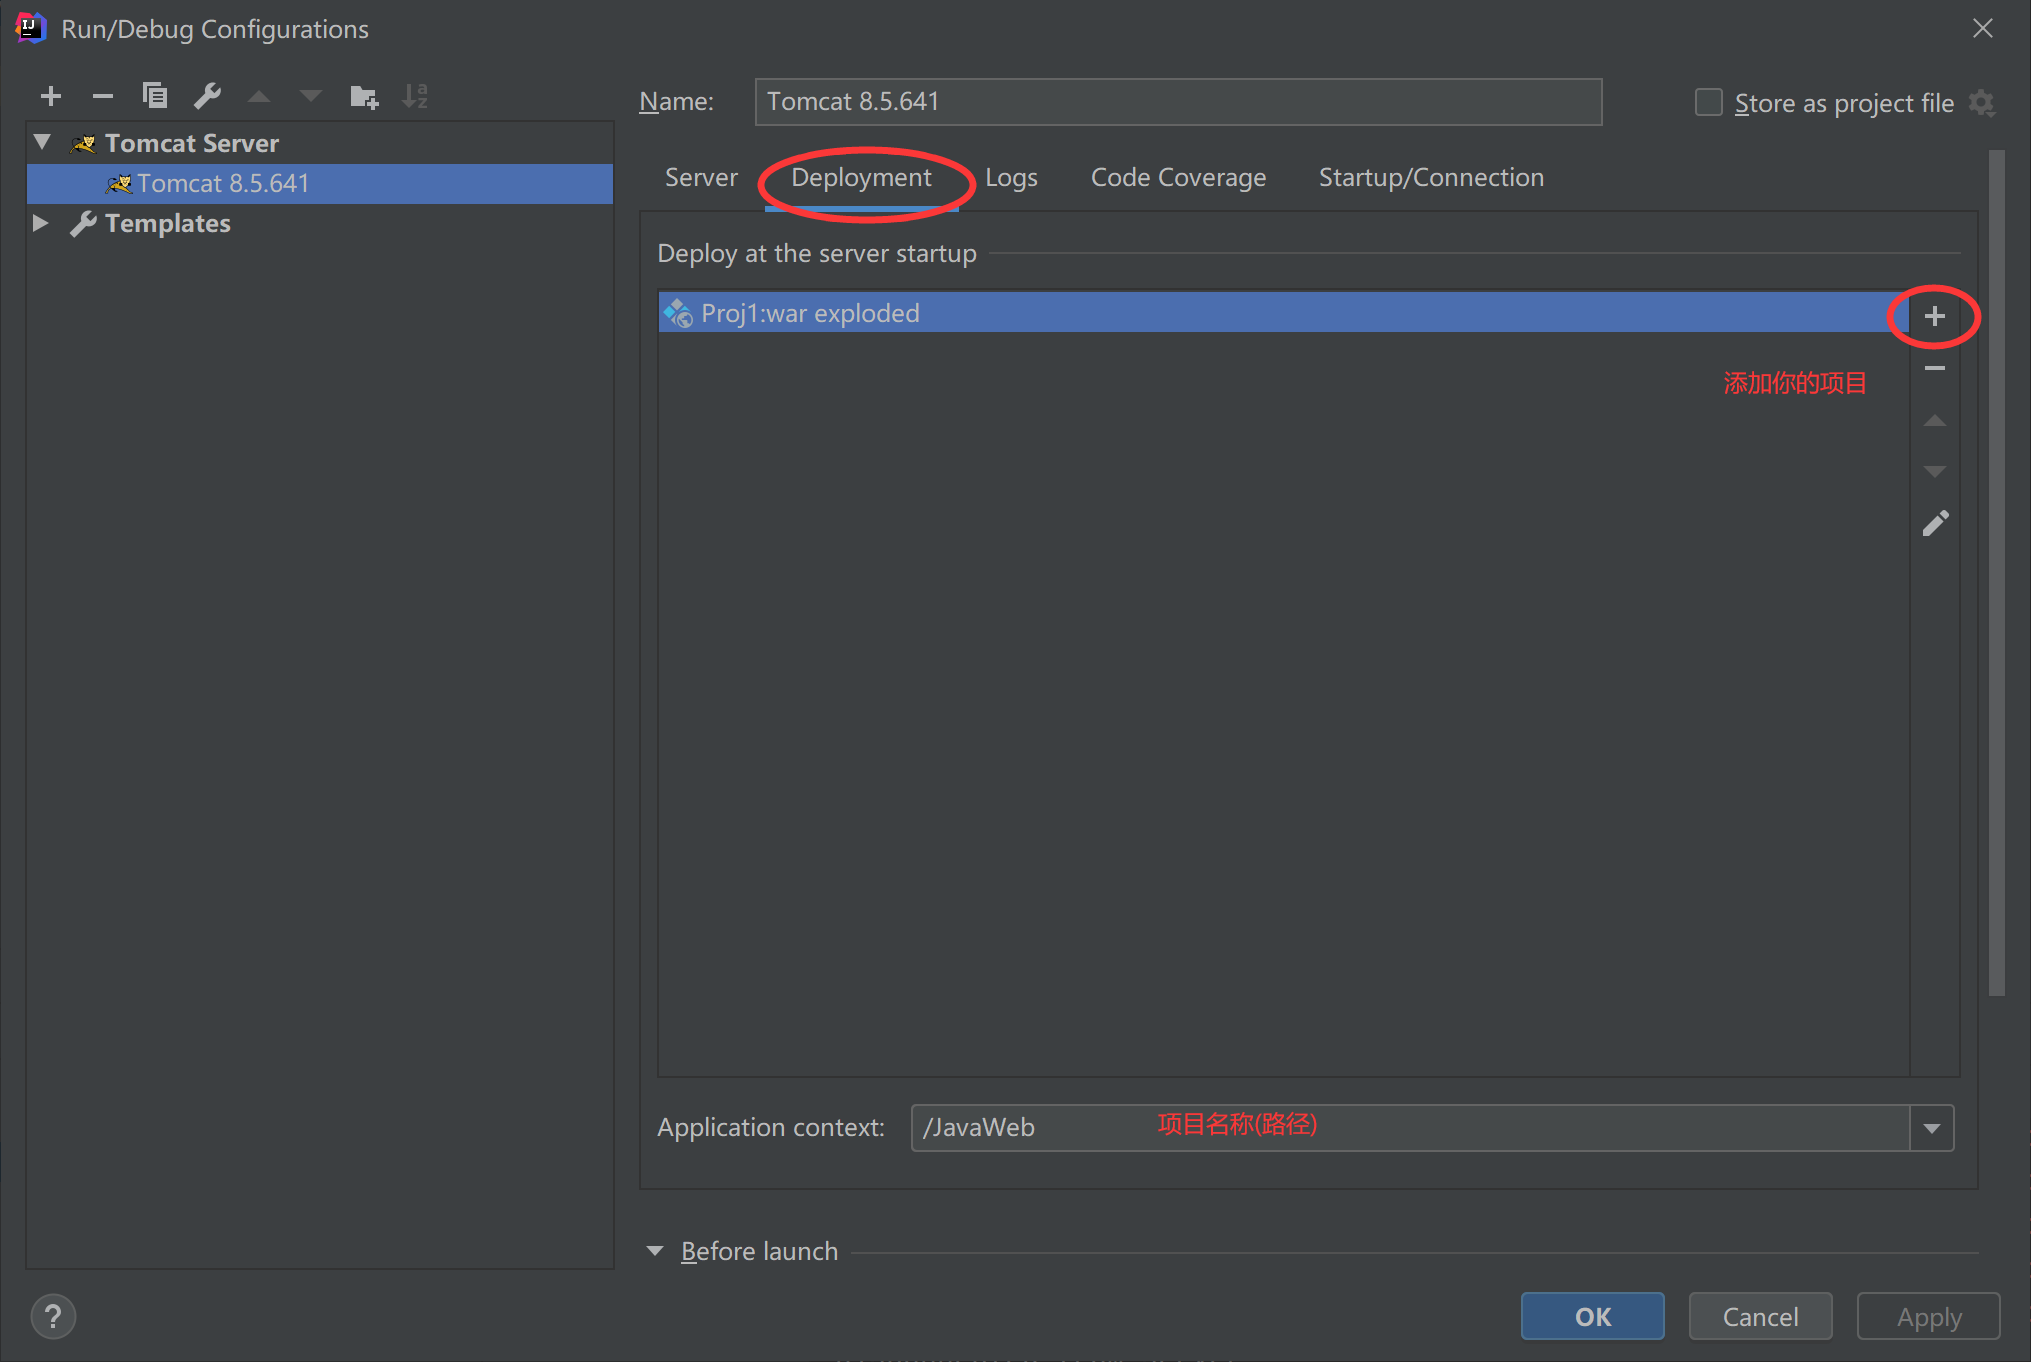 Run/Debug Configurations
Name: Tomcat 8.5.641
Store as project file
Tomcat Server
Tomcat 8.5.641
Templates
Server Deployment Logs Code Coverage Startup/Connection
Deploy at the server startup
Proj1:war exploded
添加你的项目
Application context: /JavaWeb 项目名称(路径)
Before launch
?
OK Cancel Apply